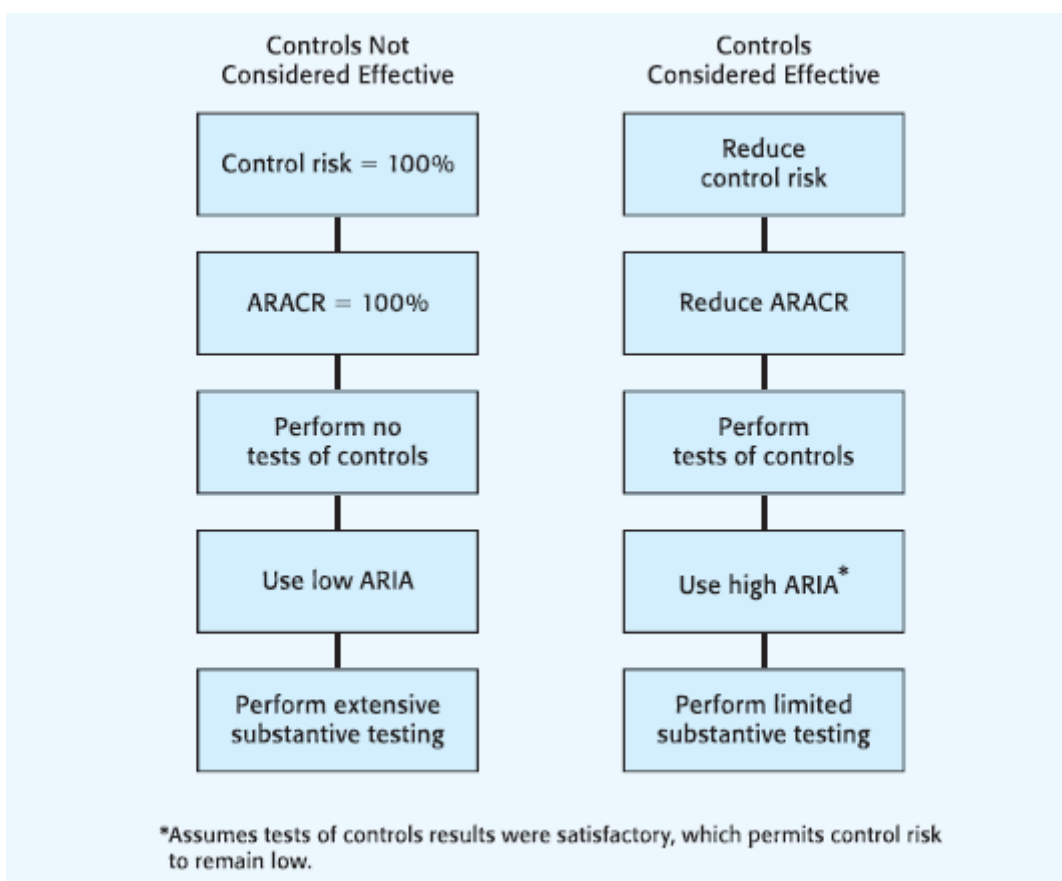 Controls Not
Considered Effective
Control risk = 100%
ARACR = 100%
Perform no
tests of controls
Use low ARIA
Perform extensive
substantive testing
Controls
Considered Effective
Reduce
control risk
Reduce ARACR
Perform
tests of controls
Use high ARIA*
Perform limited
substantive testing
*Assumes tests of controls results were satisfactory, which permits control risk
to remain low.